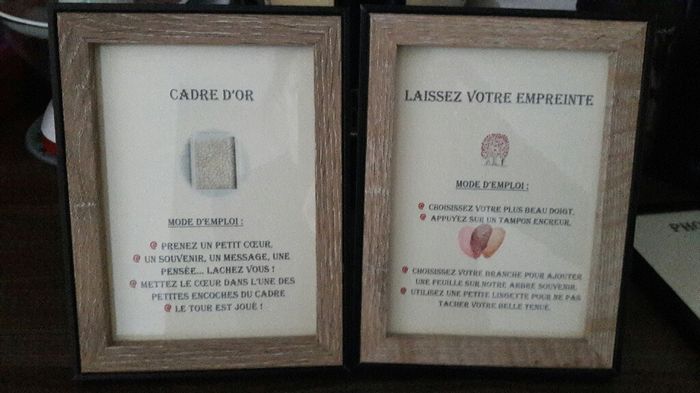 CADRE D'OR
MODE D'EMPLOI :
@ PRENEZ UN PETIT CŒUR.
@ UN SOUVENIR, UN MESSAGE, UNE
PENSÉE... LACHEZ VOUS !
@ METTEZ LE CŒUR DANS L'UNE DES
PETITES ENCOCHES DU CADRE
@ LE TOUR EST JOUÉ !
LAISSEZ VOTRE EMPREINTE
MODE D'EMPLOI :
@ CHOISISSEZ VOTRE PLUS BEAU DOIGT.
@ APPUYEZ SUR UN TAMPON ENCREUR.
@ CHOISISSEZ VOTRE BRANCHE POUR AJOUTER
UNE FEUILLE SUR NOTRE ARBRE SOUVENIR.
@ UTILISEZ UNE PETITE LINGETTE POUR NE PAS
TACHER VOTRE BELLE TENUE.